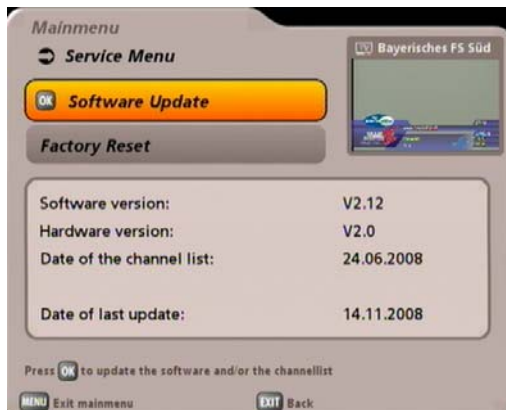 Mainmenu
Service Menu
TV Bayerisches FS Süd
OK Software Update
Factory Reset
Software version: V2.12
Hardware version: V2.0
Date of the channel list: 24.06.2008
Date of last update: 14.11.2008
Press OK to update the software and/or the channellist
MENU Exit mainmenu EXIT Back